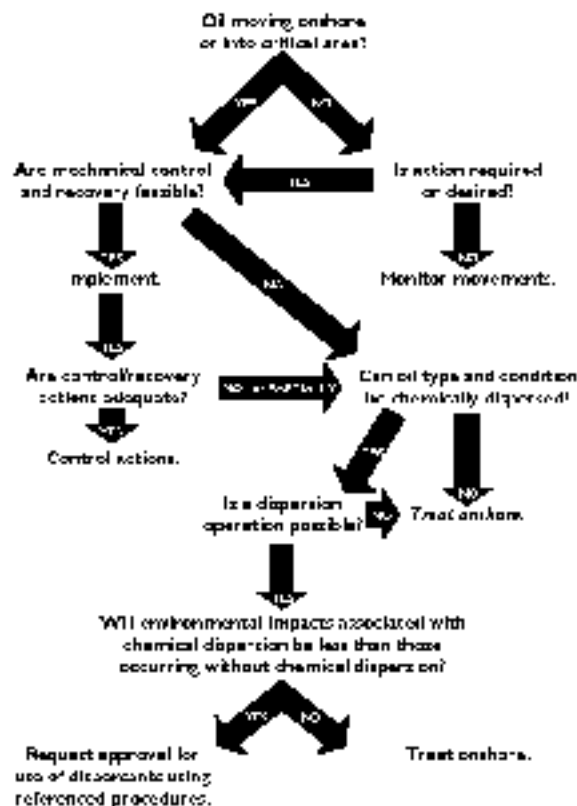 Oil moving onshore
or into critical area?
YES
NO
Are mechanical control
and recovery feasible?
Is action required
or desired?
YES
NO
Implement.
NO
Monitor movements.
Are control/recovery
actions adequate?
NO or PARTIALLY
Can oil type and condition
be chemically dispersed?
YES
Control actions.
YES
NO
Is a dispersion
operation possible?
NO
Treat onshore.
YES
Will environmental impacts associated with
chemical dispersion be less than those
occurring without chemical dispersion?
YES
NO
Request approval for
use of dispersants using
referenced procedures.
Treat onshore.